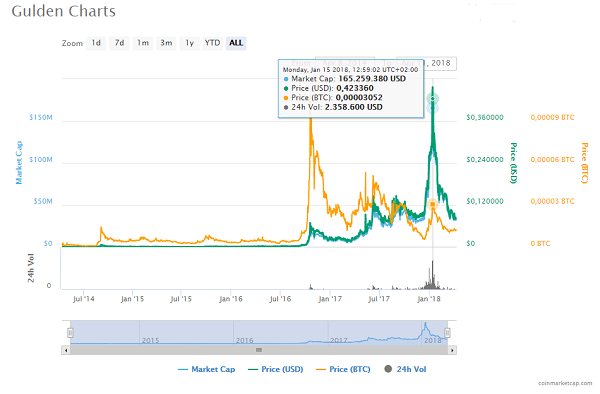 Gulden Charts
Zoom 1d 7d 1m 3m 1y YTD ALL
2018
Monday, Jan 15 2018, 12:59:02 UTC+02:00
Market Cap: 165.259.380 USD
Price (USD): 0,423360
Price (BTC): 0,00003052
24h Vol: 2.358.600 USD
$150M $0,360000 0,00009 BTC
$100M $0,240000 0,00006 BTC
$50M $0,120000 0,00003 BTC
$0 $0 0 BTC
Market Cap
Price (USD)
Price (BTC)
24h Vol
0
Jul '14 Jan '15 Jul '15 Jan '16 Jul '16 Jan '17 Jul '17 Jan '18
2015 2016 2017 2018
Market Cap Price (USD) Price (BTC) 24h Vol
coinmarketcap.com